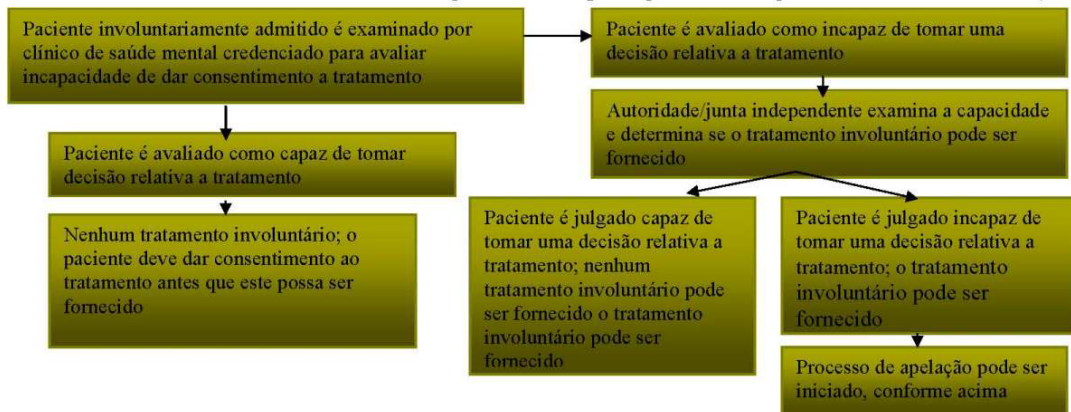 Paciente involuntariamente admitido é examinado por
clínico de saúde mental credenciado para avaliar
incapacidade de dar consentimento a tratamento
Paciente é avaliado como incapaz de tomar uma
decisão relativa a tratamento
Autoridade/junta independente examina a capacidade
e determina se o tratamento involuntário pode ser
fornecido
Paciente é avaliado como capaz de tomar
decisão relativa a tratamento
Nenhum tratamento involuntário; o
paciente deve dar consentimento ao
tratamento antes que este possa ser
fornecido
Paciente é julgado capaz de
tomar uma decisão relativa a
tratamento; nenhum
tratamento involuntário pode
ser fornecido o tratamento
involuntário pode ser
fornecido
Paciente é julgado incapaz de
tomar uma decisão relativa a
tratamento; o tratamento
involuntário pode ser
fornecido
Processo de apelação pode ser
iniciado, conforme acima